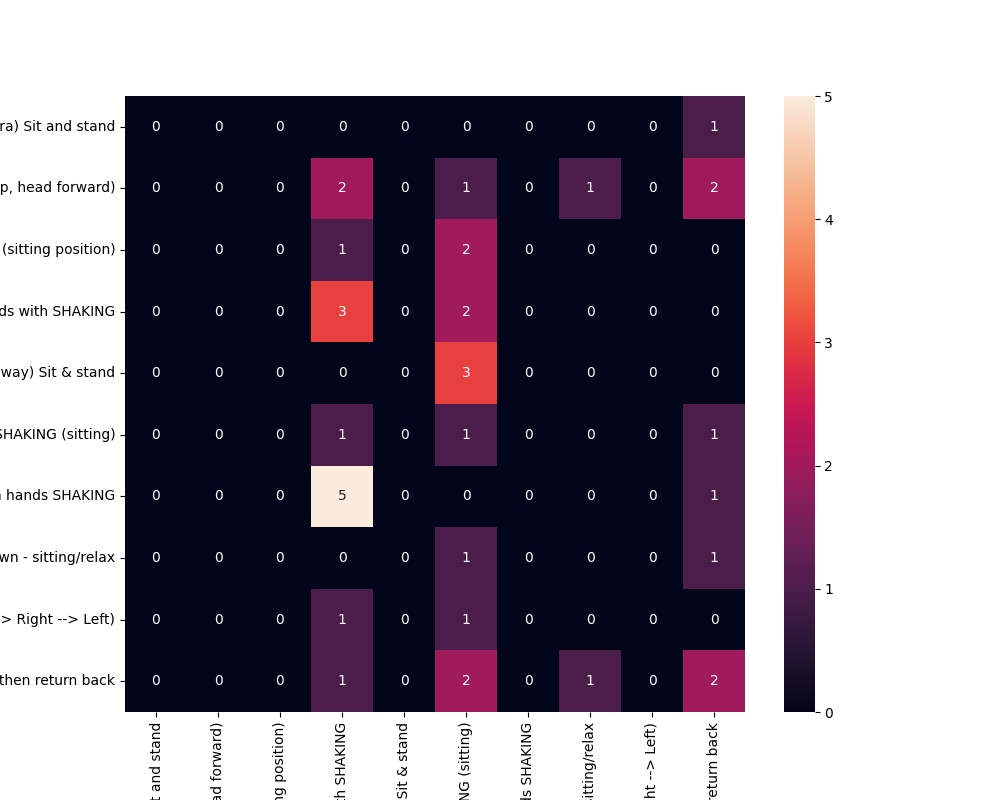 ra) Sit and stand 0 0 0 0 0 0 0 0 0 1
p, head forward) 0 0 0 2 0 1 0 1 0 2
(sitting position) 0 0 0 1 0 2 0 0 0 0
ds with SHAKING 0 0 0 3 0 2 0 0 0 0
way) Sit & stand 0 0 0 0 0 3 0 0 0 0
SHAKING (sitting) 0 0 0 1 0 1 0 0 0 1
hands SHAKING 0 0 0 5 0 0 0 0 0 1
wn - sitting/relax 0 0 0 0 0 1 0 0 0 1
> Right --> Left) 0 0 0 1 0 1 0 0 0 0
then return back 0 0 0 1 0 2 0 1 0 2
t and stand
ad forward)
ng position)
th SHAKING
Sit & stand
NG (sitting)
ds SHAKING
sitting/relax
ht --> Left)
return back
5
4
3
2
1
0